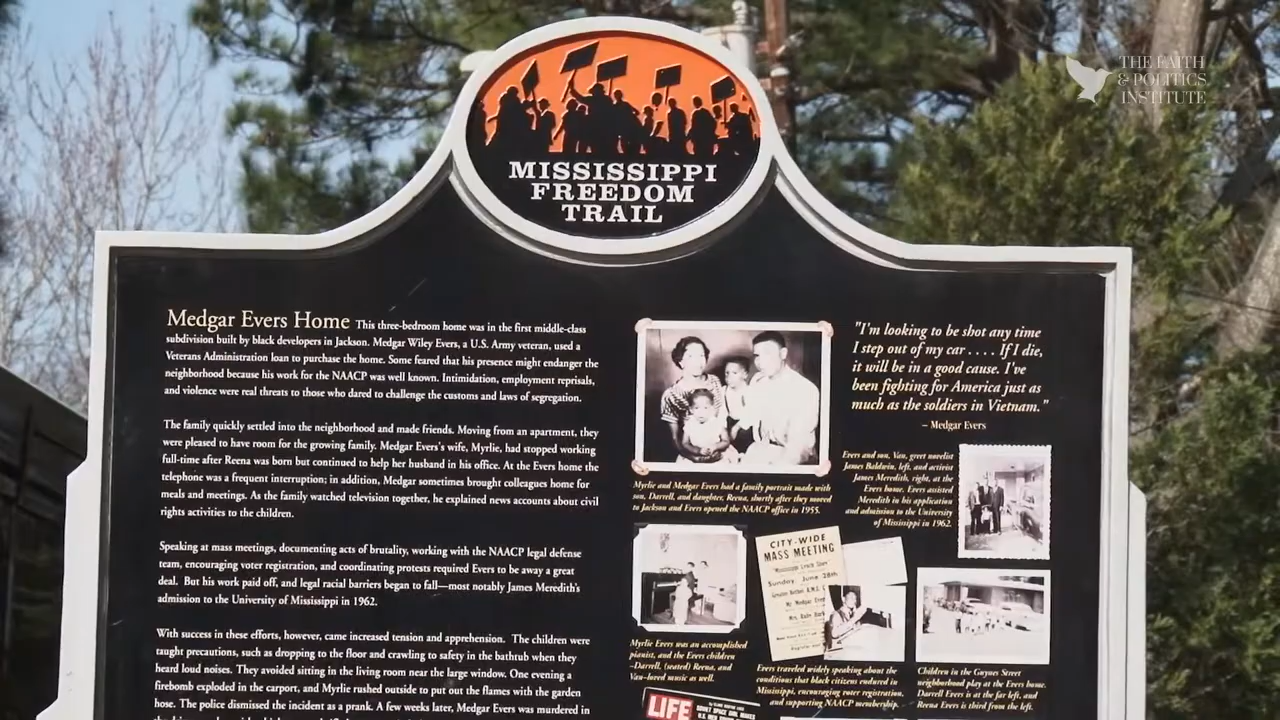 THE FAITH
& POLITICS
INSTITUTE
MISSISSIPPI
FREEDOM
TRAIL
Medgar Evers Home This three-bedroom home was in the first middle-class
subdivision built by black developers in Jackson. Medgar Wiley Evers, a U.S. Army veteran, used a
Veterans Administration loan to purchase the home. Some feared that his presence might endanger the
neighborhood because his work for the NAACP was well known. Intimidation, employment reprisals,
and violence were real threats to those who dared to challenge the customs and laws of segregation.
The family quickly settled into the neighborhood and made friends. Moving from an apartment, they
were pleased to have room for the growing family. Medgar Evers's wife, Myrlie, had stopped working
full-time after Reena was born but continued to help her husband in his office. At the Evers home the
telephone was a frequent interruption; in addition, Medgar sometimes brought colleagues home for
meals and meetings. As the family watched television together, he explained news accounts about civil
rights activities to the children.
Speaking at mass meetings, documenting acts of brutality, working with the NAACP legal defense
team, encouraging voter registration, and coordinating protests required Evers to be away a great
deal. But his work paid off, and legal racial barriers began to fall—most notably James Meredith's
admission to the University of Mississippi in 1962.
With success in these efforts, however, came increased tension and apprehension. The children were
taught precautions, such as dropping to the floor and crawling to safety in the bathtub when they
heard loud noises. They avoided sitting in the living room near the large window. One evening a
firebomb exploded in the carport, and Myrlie rushed outside to put out the flames with the garden
hose. The police dismissed the incident as a prank. A few weeks later, Medgar Evers was murdered in
"I'm looking to be shot any time
I step out of my car . . . . If I die,
it will be in a good cause. I've
been fighting for America just as
much as the soldiers in Vietnam."
– Medgar Evers
Myrlie and Medgar Evers had a family portrait made with
son, Darrell, and daughter, Reena, shortly after they moved
to Jackson and Evers opened the NAACP office in 1955.
Evers and son, Van, greet novelist
James Baldwin, left, and activist
James Meredith, right, at the
Evers home. Evers assisted
Meredith in his application
and admission to the University
of Mississippi in 1962.
CITY-WIDE
MASS MEETING
Sunday, June 28th
Myrlie Evers was an accomplished
pianist, and the Evers children
–Darrell, (seated) Reena, and
Van–loved music as well.
Evers traveled widely speaking about the
conditions that black citizens endured in
Mississippi, encouraging voter registration,
and supporting NAACP membership.
Children in the Guynes Street
neighborhood play at the Evers home.
Darrell Evers is at the far left, and
Reena Evers is third from the left.
LIFE